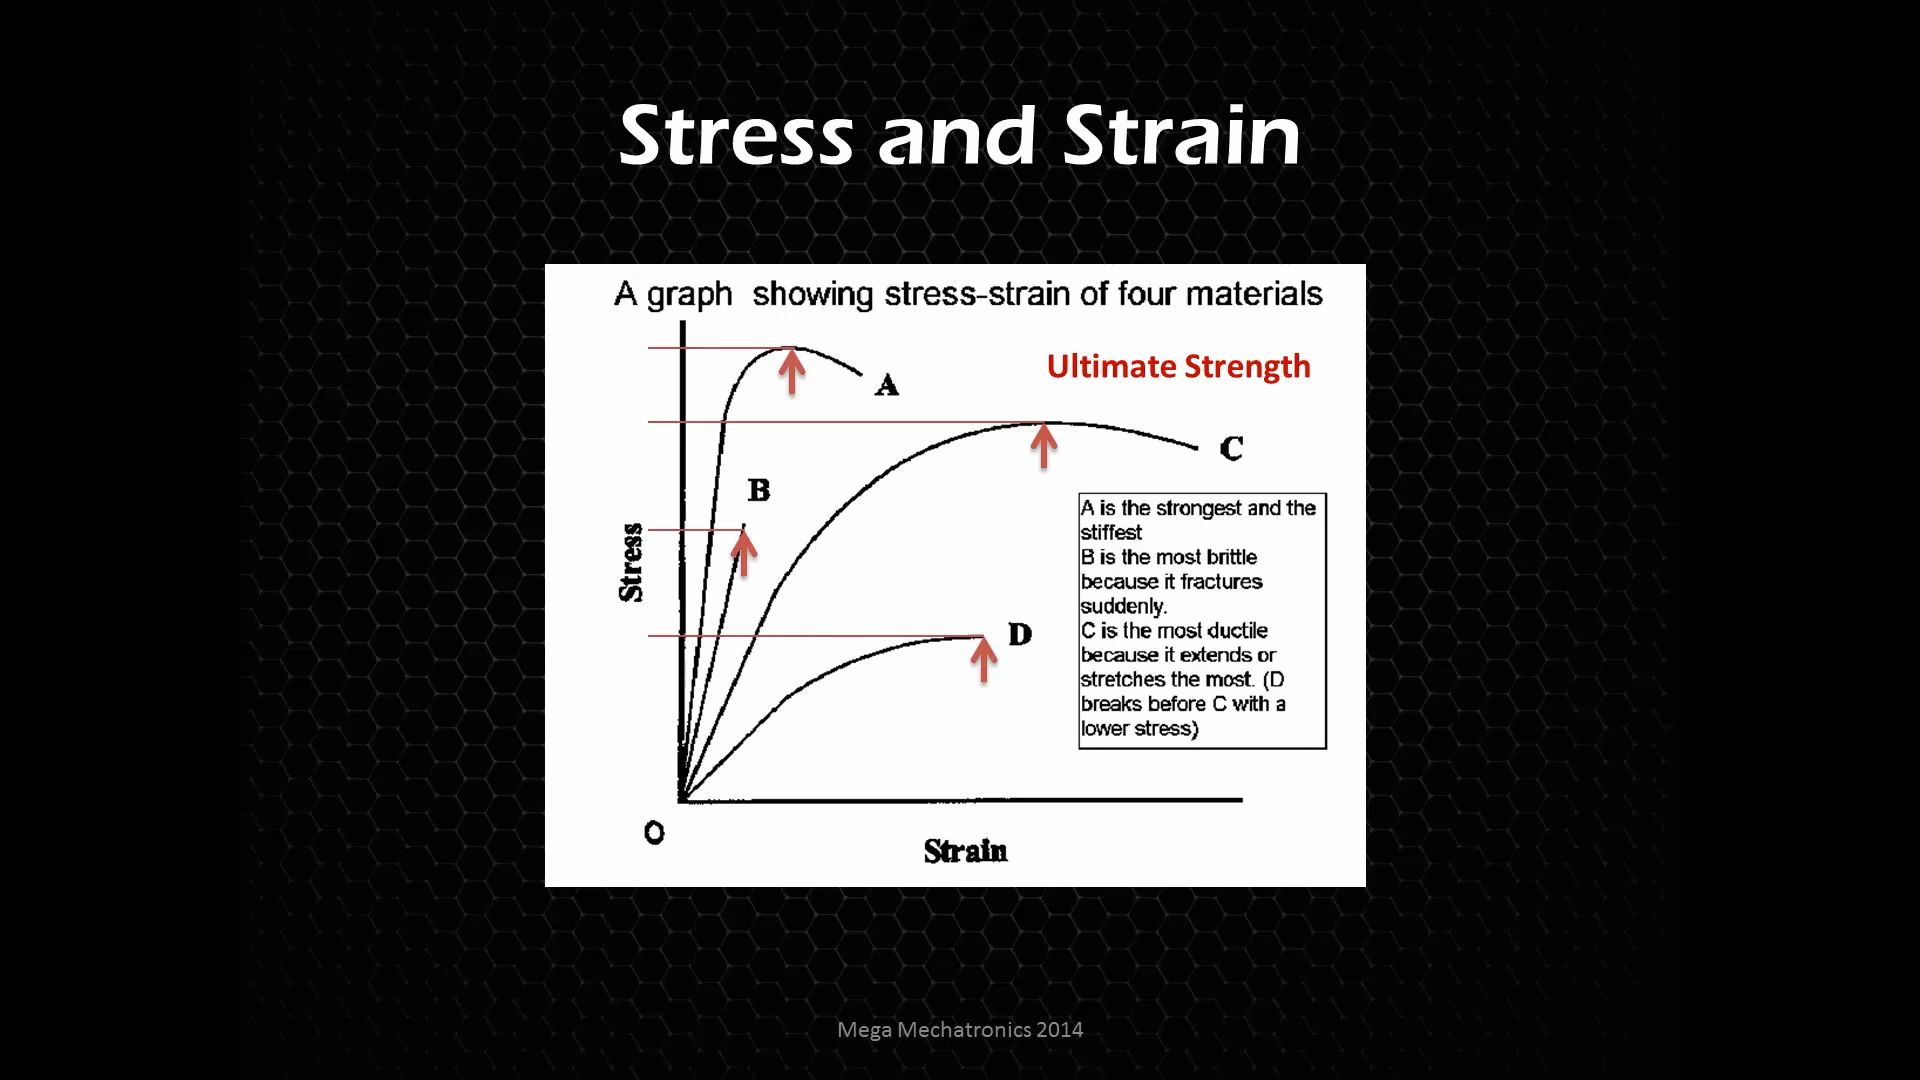 Stress and Strain
A graph showing stress-strain of four materials
Ultimate Strength
A
C
B
Stress
D
A is the strongest and the
stiffest
B is the most brittle
because it fractures
suddenly.
C is the most ductile
because it extends or
stretches the most. (D
breaks before C with a
lower stress)
O
Strain
Mega Mechatronics 2014